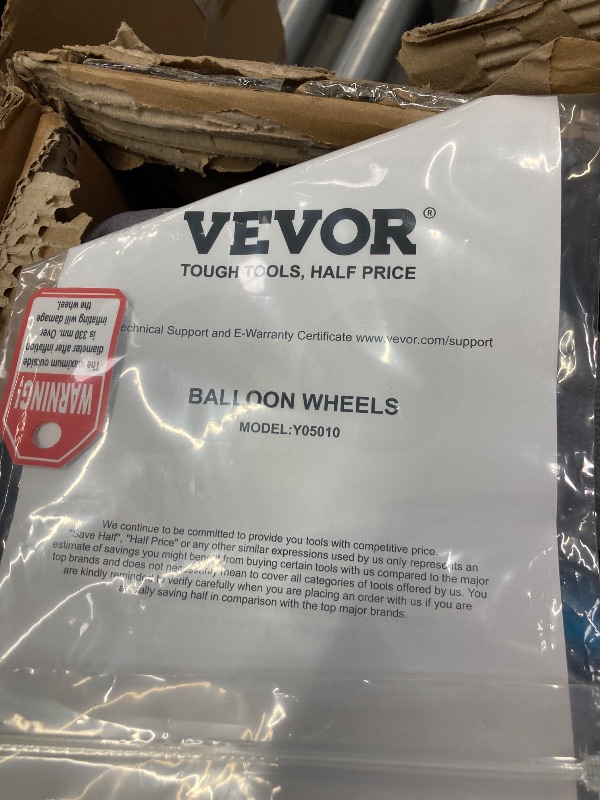 VEVOR®
TOUGH TOOLS, HALF PRICE
echnical Support and E-Warranty Certificate www.vevor.com/support
BALLOON WHEELS
MODEL:Y05010
We continue to be committed to provide you tools with competitive price.
"Save Half", "Half Price" or any other similar expressions used by us only represents an
estimate of savings you might benefit from buying certain tools with us compared to the major
top brands and does not necessarily mean to cover all categories of tools offered by us. You
are kindly reminded to verify carefully when you are placing an order with us if you are
actually saving half in comparison with the top major brands.
WARNING!
The maximum outside
diameter after inflation
is 330 mm. Over
inflating will damage
the wheel.